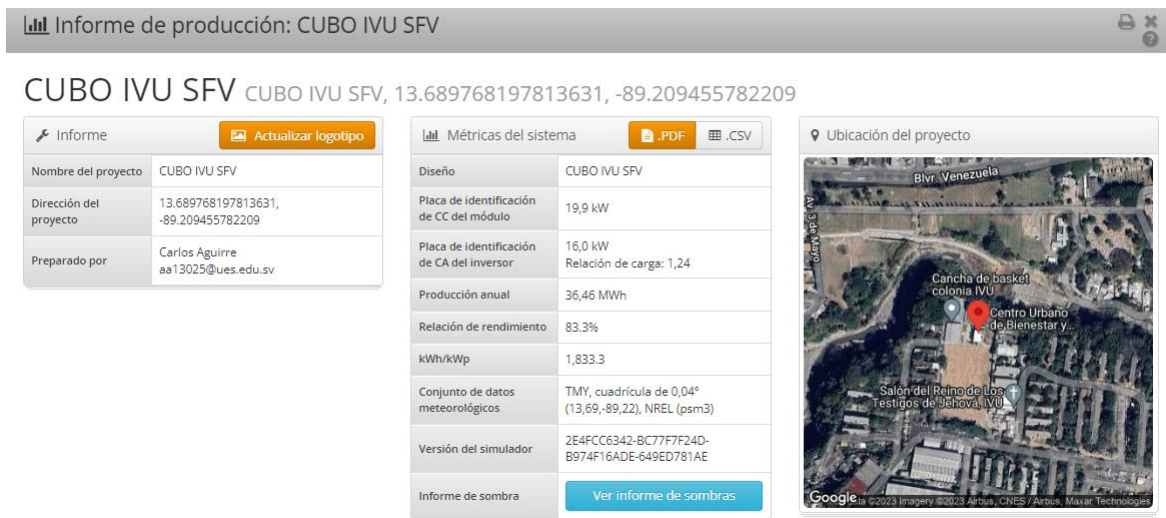 Informe de producción: CUBO IVU SFV
CUBO IVU SFV CUBO IVU SFV, 13.689768197813631, -89.209455782209
Informe
Actualizar logotipo
Nombre del proyecto
CUBO IVU SFV
Dirección del
proyecto
13.689768197813631,
-89.209455782209
Preparado por
Carlos Aguirre
aa13025@ues.edu.sv
Métricas del sistema
.PDF
.CSV
Diseño
CUBO IVU SFV
Placa de identificación
de CC del módulo
19,9 kW
Placa de identificación
de CA del inversor
16,0 kW
Relación de carga: 1,24
Producción anual
36,46 MWh
Relación de rendimiento
83.3%
kWh/kWp
1,833.3
Conjunto de datos
meteorológicos
TMY, cuadrícula de 0,04°
(13,69,-89,22), NREL (psm3)
Versión del simulador
2E4FCC6342-BC77F7F24D-
B974F16ADE-649ED781AE
Informe de sombra
Ver informe de sombras
Ubicación del proyecto
Blvr. Venezuela
Av. 3 de Mayo
Cancha de basket
colonia IVU
Centro Urbano
de Bienestar y...
Salón del Reino de Los
Testigos de Jehová, IVU
Google
©2023 Imagery ©2023 Airbus, CNES / Airbus, Maxar Technologies